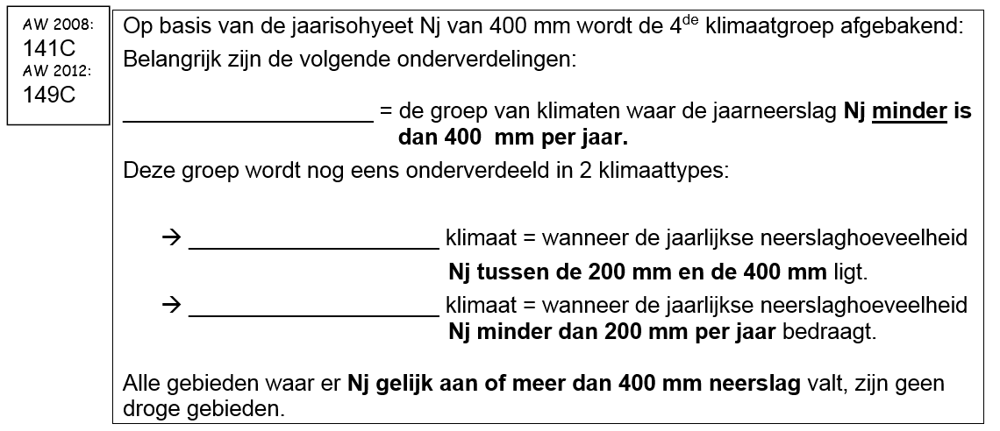 AW 2008:
141C
AW 2012:
149C
Op basis van de jaarisohyeet Nj van 400 mm wordt de 4de klimaatgroep afgebakend:
Belangrijk zijn de volgende onderverdelingen:
____________________ = de groep van klimaten waar de jaarneerslag Nj minder is
dan 400 mm per jaar.
Deze groep wordt nog eens onderverdeeld in 2 klimaattypes:
→ ____________________ klimaat = wanneer de jaarlijkse neerslaghoeveelheid
Nj tussen de 200 mm en de 400 mm ligt.
→ ____________________ klimaat = wanneer de jaarlijkse neerslaghoeveelheid
Nj minder dan 200 mm per jaar bedraagt.
Alle gebieden waar er Nj gelijk aan of meer dan 400 mm neerslag valt, zijn geen
droge gebieden.